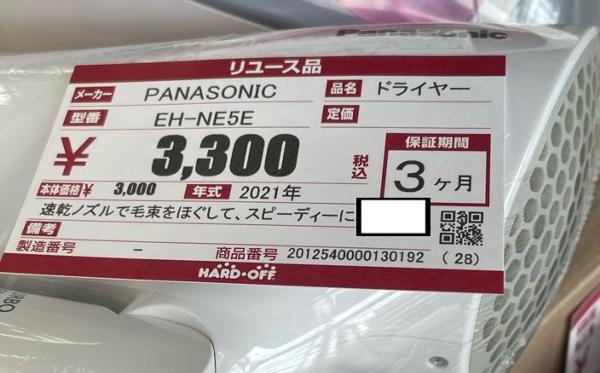 Panasonic
リユース品
メーカー PANASONIC 品名 ドライヤー
型番 EH-NE5E 定価
¥ 3,300 税込 保証期間
本体価格¥ 3,000 年式 2021年 3ヶ月
速乾ノズルで毛束をほぐして、スピーディーに
備考
製造番号 － 商品番号 2012540000130192 (28)
HARD・OFF